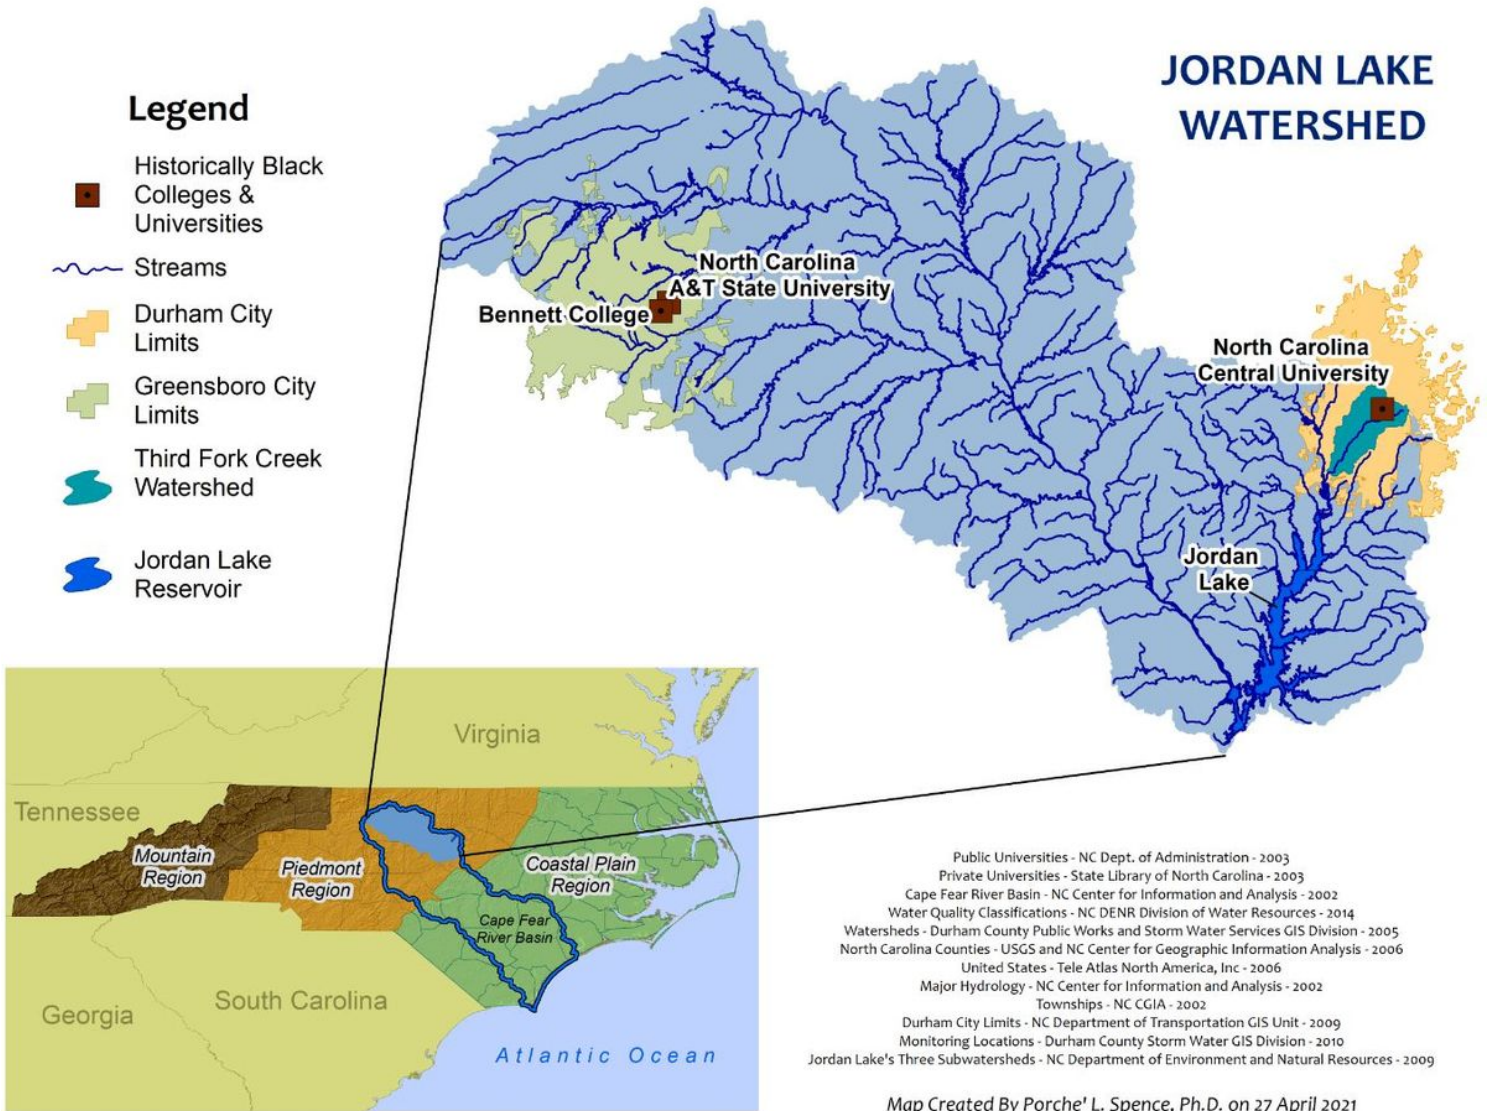 JORDAN LAKE
WATERSHED
Legend
Historically Black
Colleges &
Universities
Streams
Durham City
Limits
Greensboro City
Limits
Third Fork Creek
Watershed
Jordan Lake
Reservoir
North Carolina
A&T State University
Bennett College
North Carolina
Central University
Jordan
Lake
Virginia
Tennessee
Mountain
Region
Piedmont
Region
Coastal Plain
Region
Cape Fear
River Basin
South Carolina
Georgia
Atlantic Ocean
Public Universities - NC Dept. of Administration - 2003
Private Universities - State Library of North Carolina - 2003
Cape Fear River Basin - NC Center for Information and Analysis - 2002
Water Quality Classifications - NC DENR Division of Water Resources - 2014
Watersheds - Durham County Public Works and Storm Water Services GIS Division - 2005
North Carolina Counties - USGS and NC Center for Geographic Information Analysis - 2006
United States - Tele Atlas North America, Inc - 2006
Major Hydrology - NC Center for Information and Analysis - 2002
Townships - NC CGIA - 2002
Durham City Limits - NC Department of Transportation GIS Unit - 2009
Monitoring Locations - Durham County Storm Water GIS Division - 2010
Jordan Lake's Three Subwatersheds - NC Department of Environment and Natural Resources - 2009
Map Created By Porche' L. Spence, Ph.D. on 27 April 2021